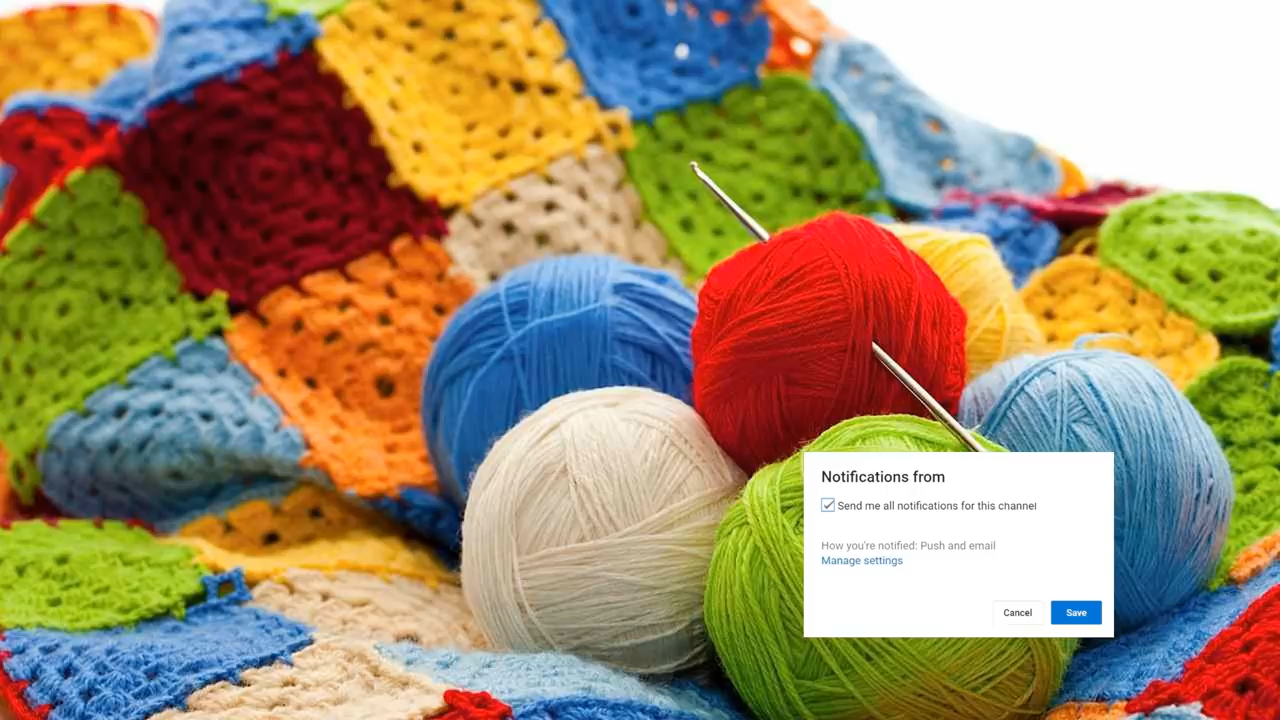 Notifications from
Send me all notifications for this channel
How you're notified: Push and email
Manage settings
Cancel
Save